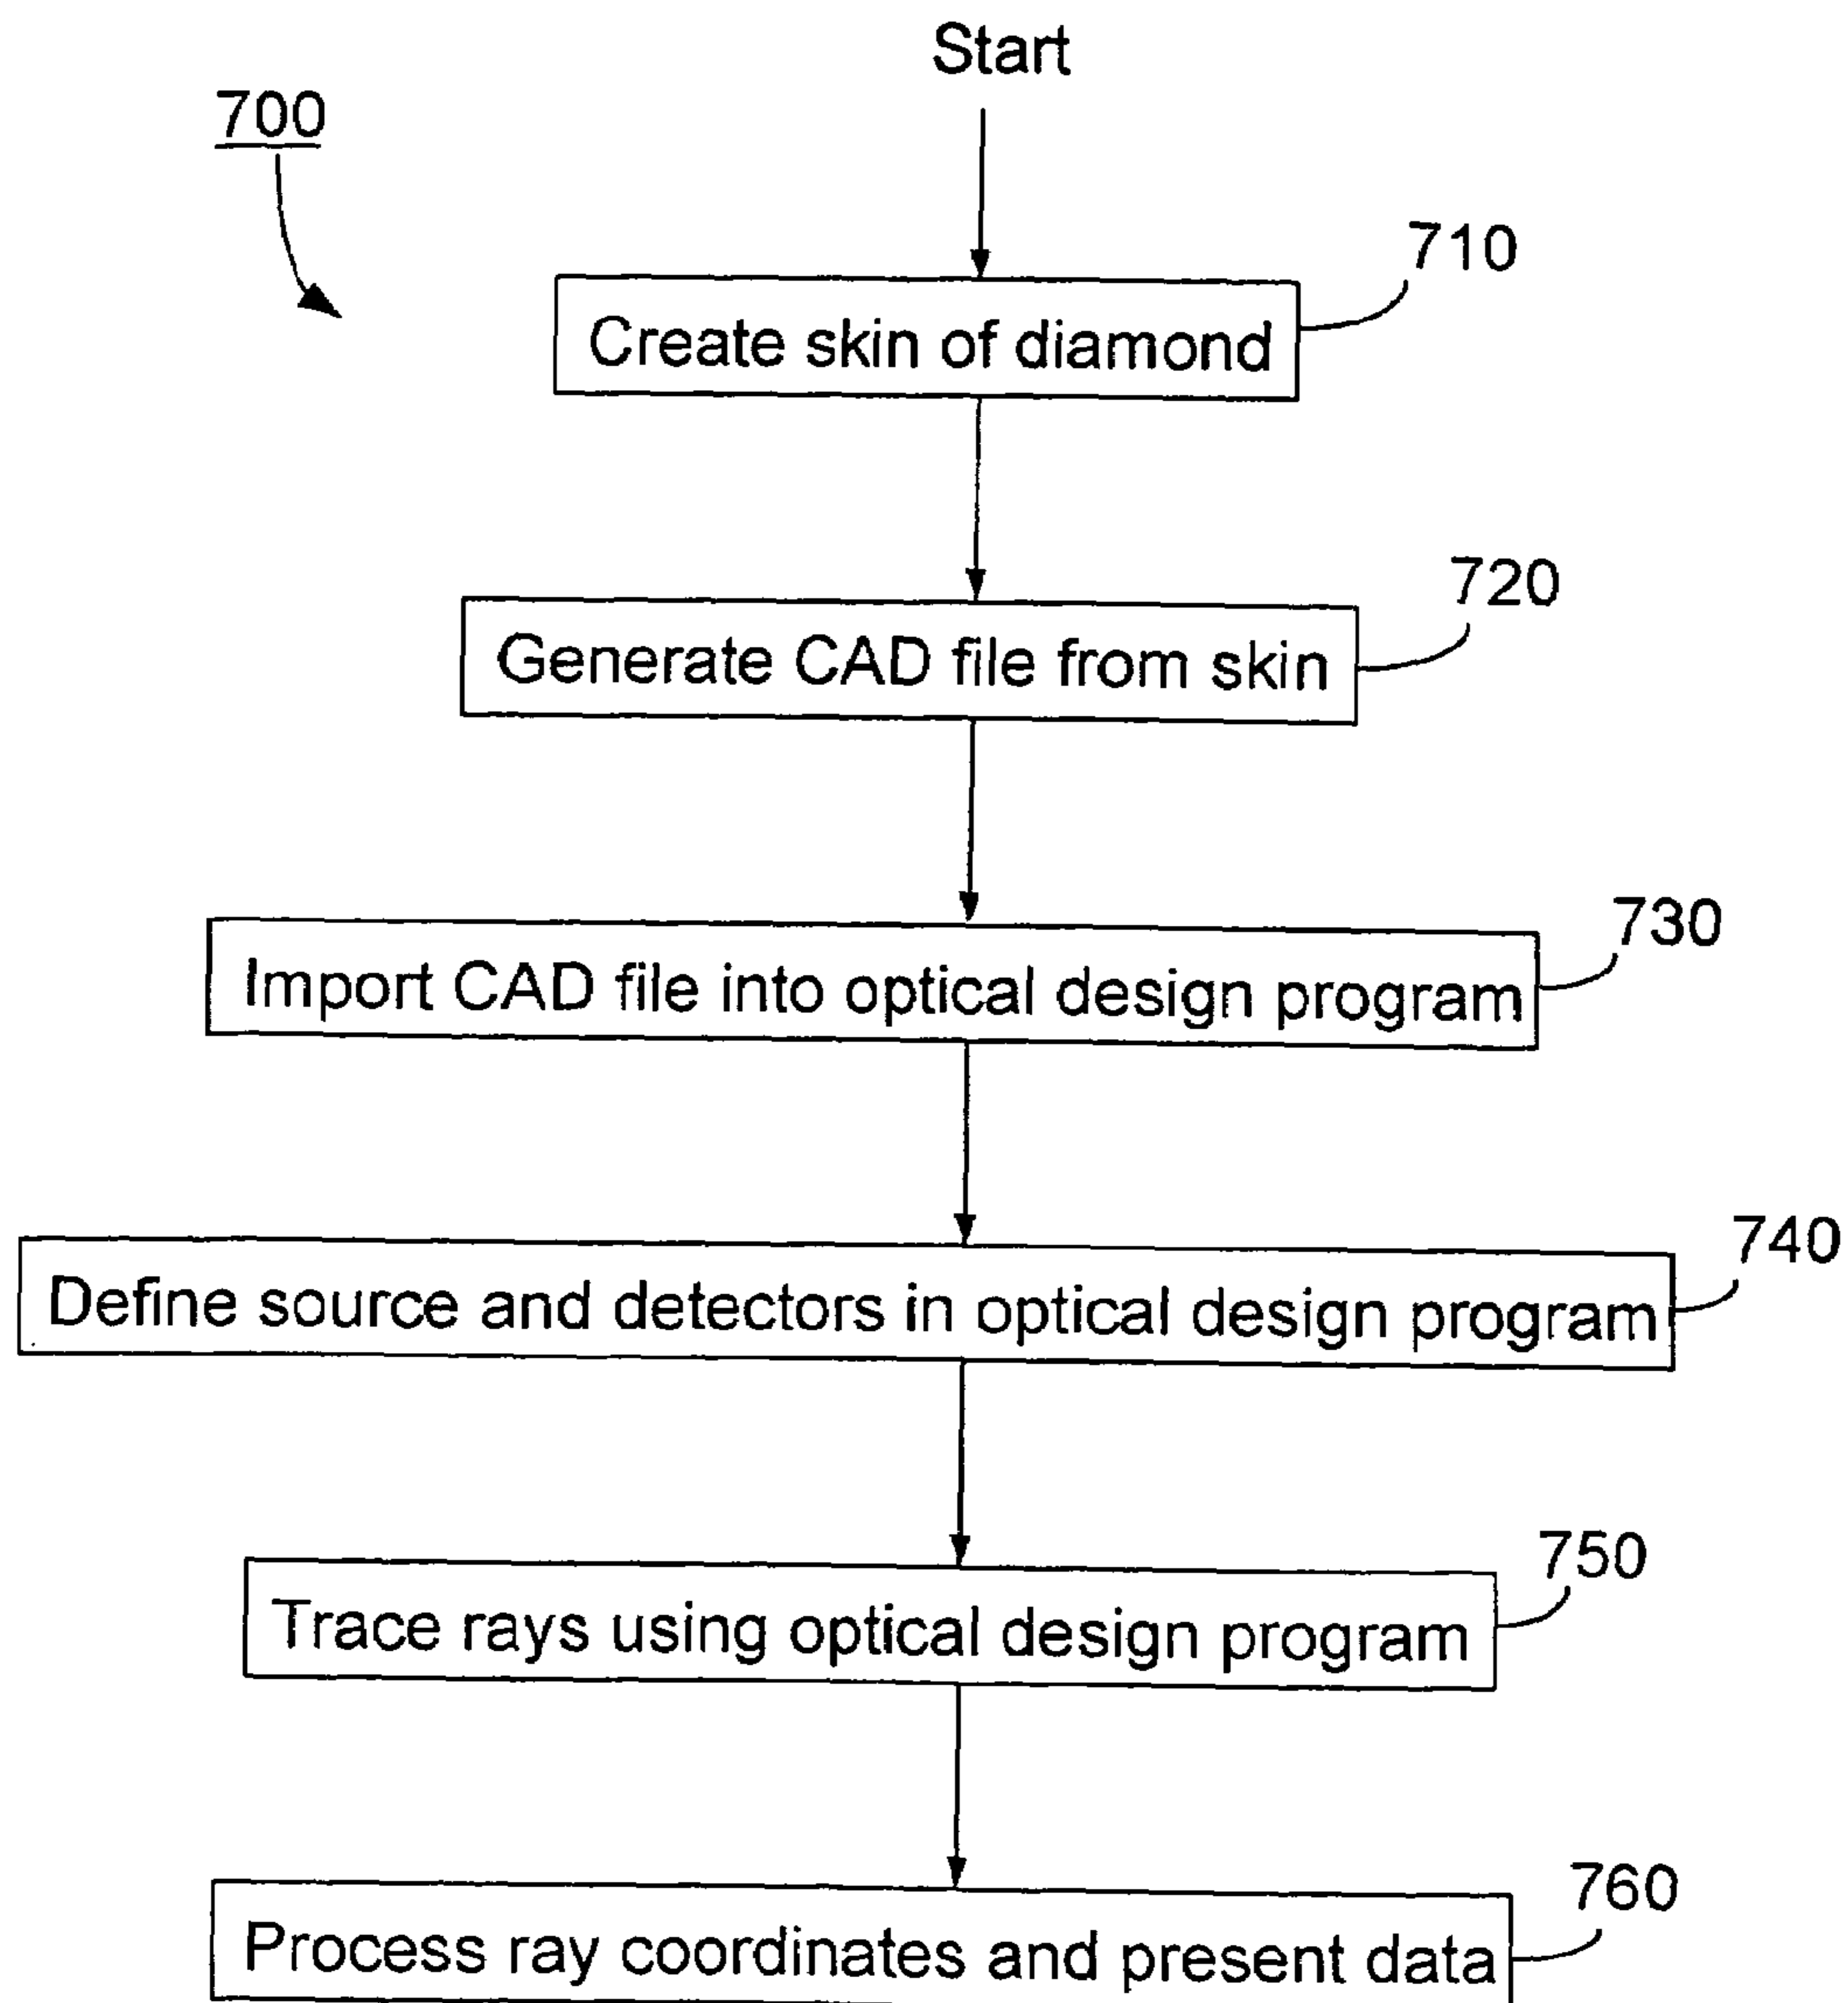 Start
700
710
Create skin of diamond
720
Generate CAD file from skin
730
Import CAD file into optical design program
740
Define source and detectors in optical design program
750
Trace rays using optical design program
760
Process ray coordinates and present data